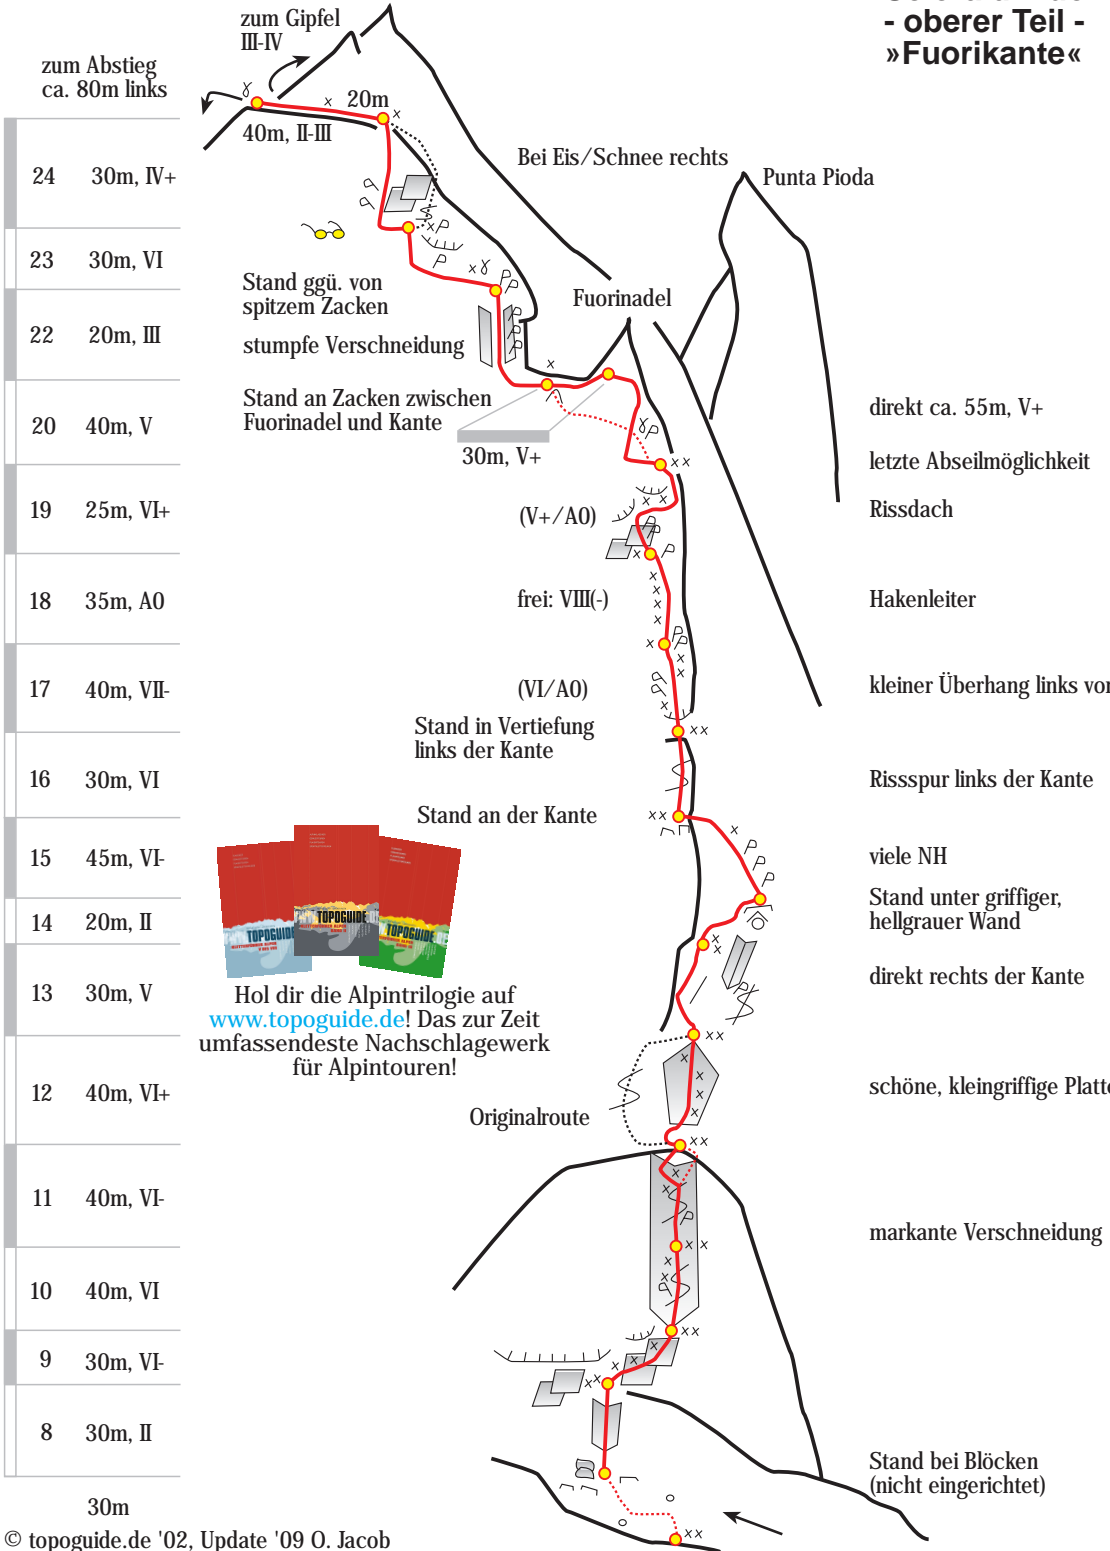 - oberer Teil -
»Fuorikante«
zum Gipfel
III-IV
zum Abstieg
ca. 80m links
20m
40m, II-III
Bei Eis/Schnee rechts
Punta Pioda
24 30m, IV+
23 30m, VI
Stand ggü. von
spitzem Zacken
Fuorinadel
22 20m, III
stumpfe Verschneidung
Stand an Zacken zwischen
Fuorinadel und Kante
30m, V+
20 40m, V
direkt ca. 55m, V+
letzte Abseilmöglichkeit
19 25m, VI+
(V+/A0)
Rissdach
18 35m, A0
frei: VIII(-)
Hakenleiter
17 40m, VII-
(VI/A0)
kleiner Überhang links
Stand in Vertiefung
links der Kante
16 30m, VI
Rissspur links der Kante
Stand an der Kante
15 45m, VI-
viele NH
Stand unter griffiger,
hellgrauer Wand
14 20m, II
direkt rechts der Kante
13 30m, V
TOPOGUIDE
TOPOGUIDE
TOPOGUIDE
Hol dir die Alpintrilogie auf
www.topoguide.de! Das zur Zeit
umfassendeste Nachschlagewerk
für Alpintouren!
12 40m, VI+
schöne, kleingriffige Platte
Originalroute
11 40m, VI-
markante Verschneidung
10 40m, VI
9 30m, VI-
8 30m, II
Stand bei Blöcken
(nicht eingerichtet)
30m
© topoguide.de '02, Update '09 O. Jacob